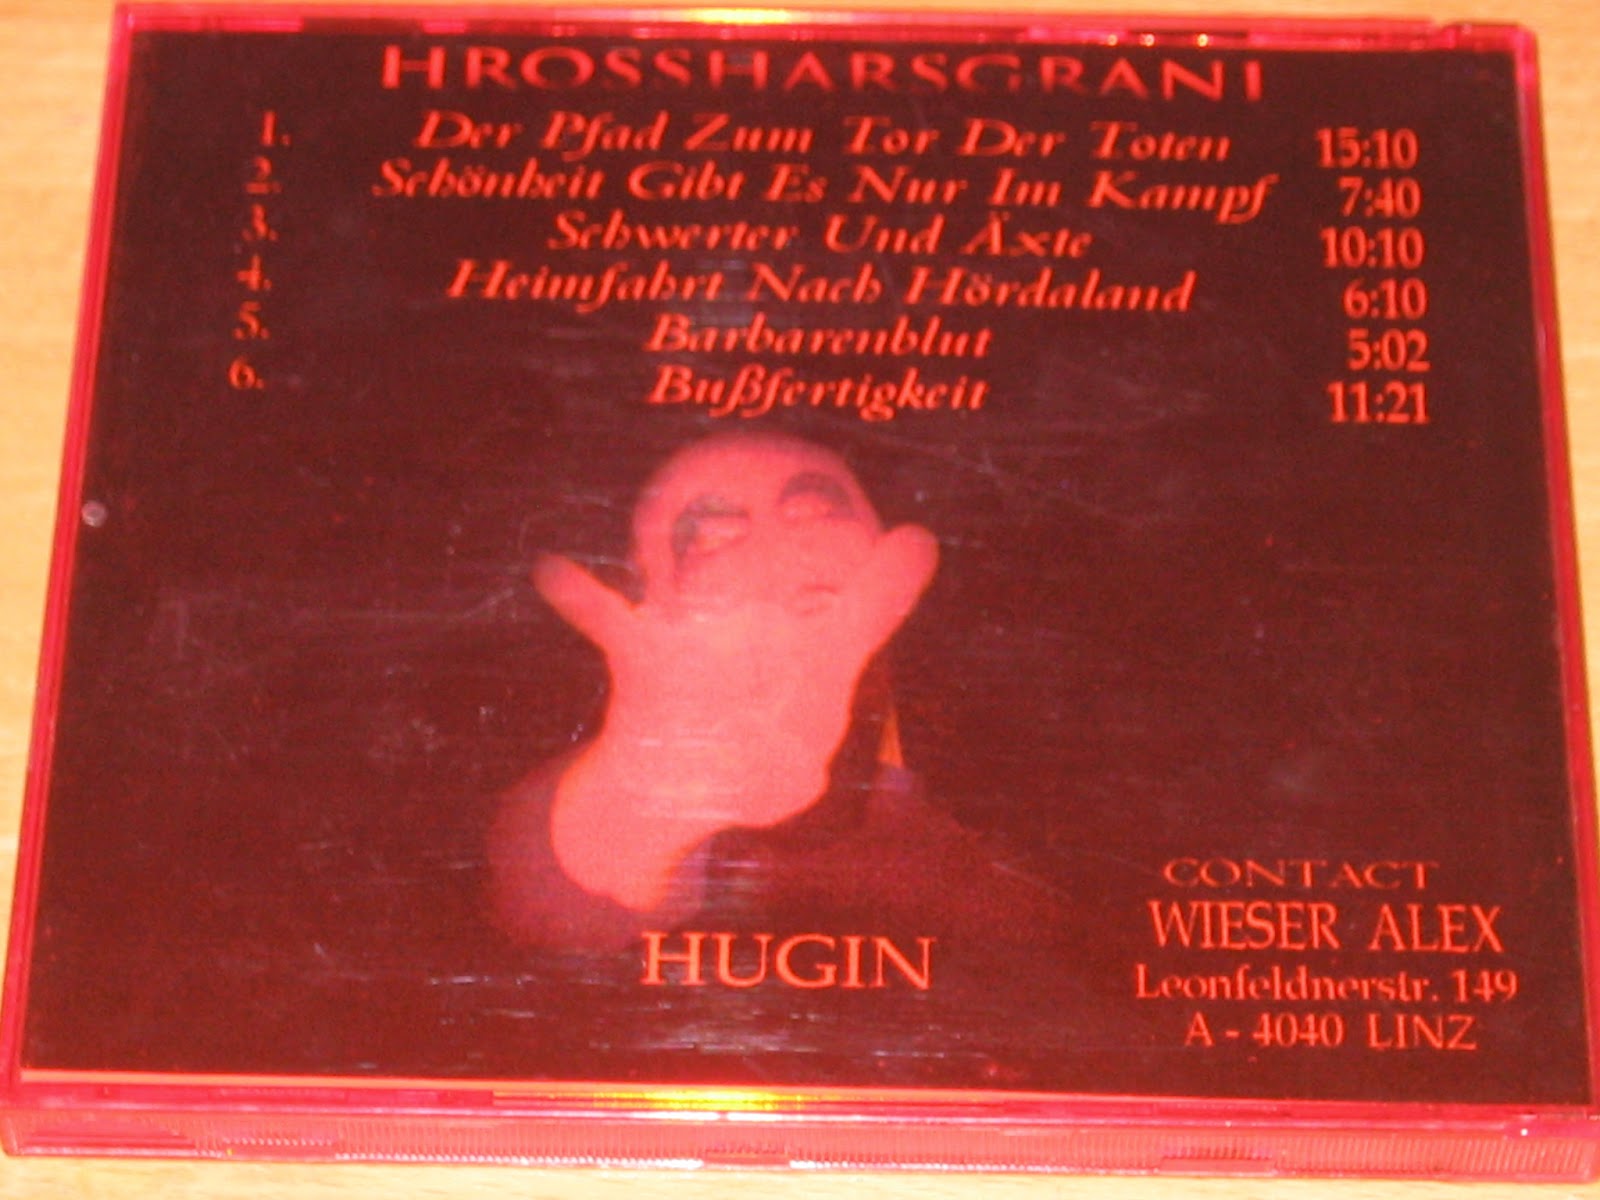 HROSSHARSGRANI
1. Der Pfad Zum Tor Der Toten 15:10
2. Schönheit Gibt Es Nur Im Kampf 7:40
3. Schwerter Und Äxte 10:10
4. Heimfahrt Nach Hördaland 6:10
5. Barbarenblut 5:02
6. Bußfertigkeit 11:21
HUGIN
CONTACT
WIESER ALEX
Leonfeldnerstr. 149
A - 4040 LINZ